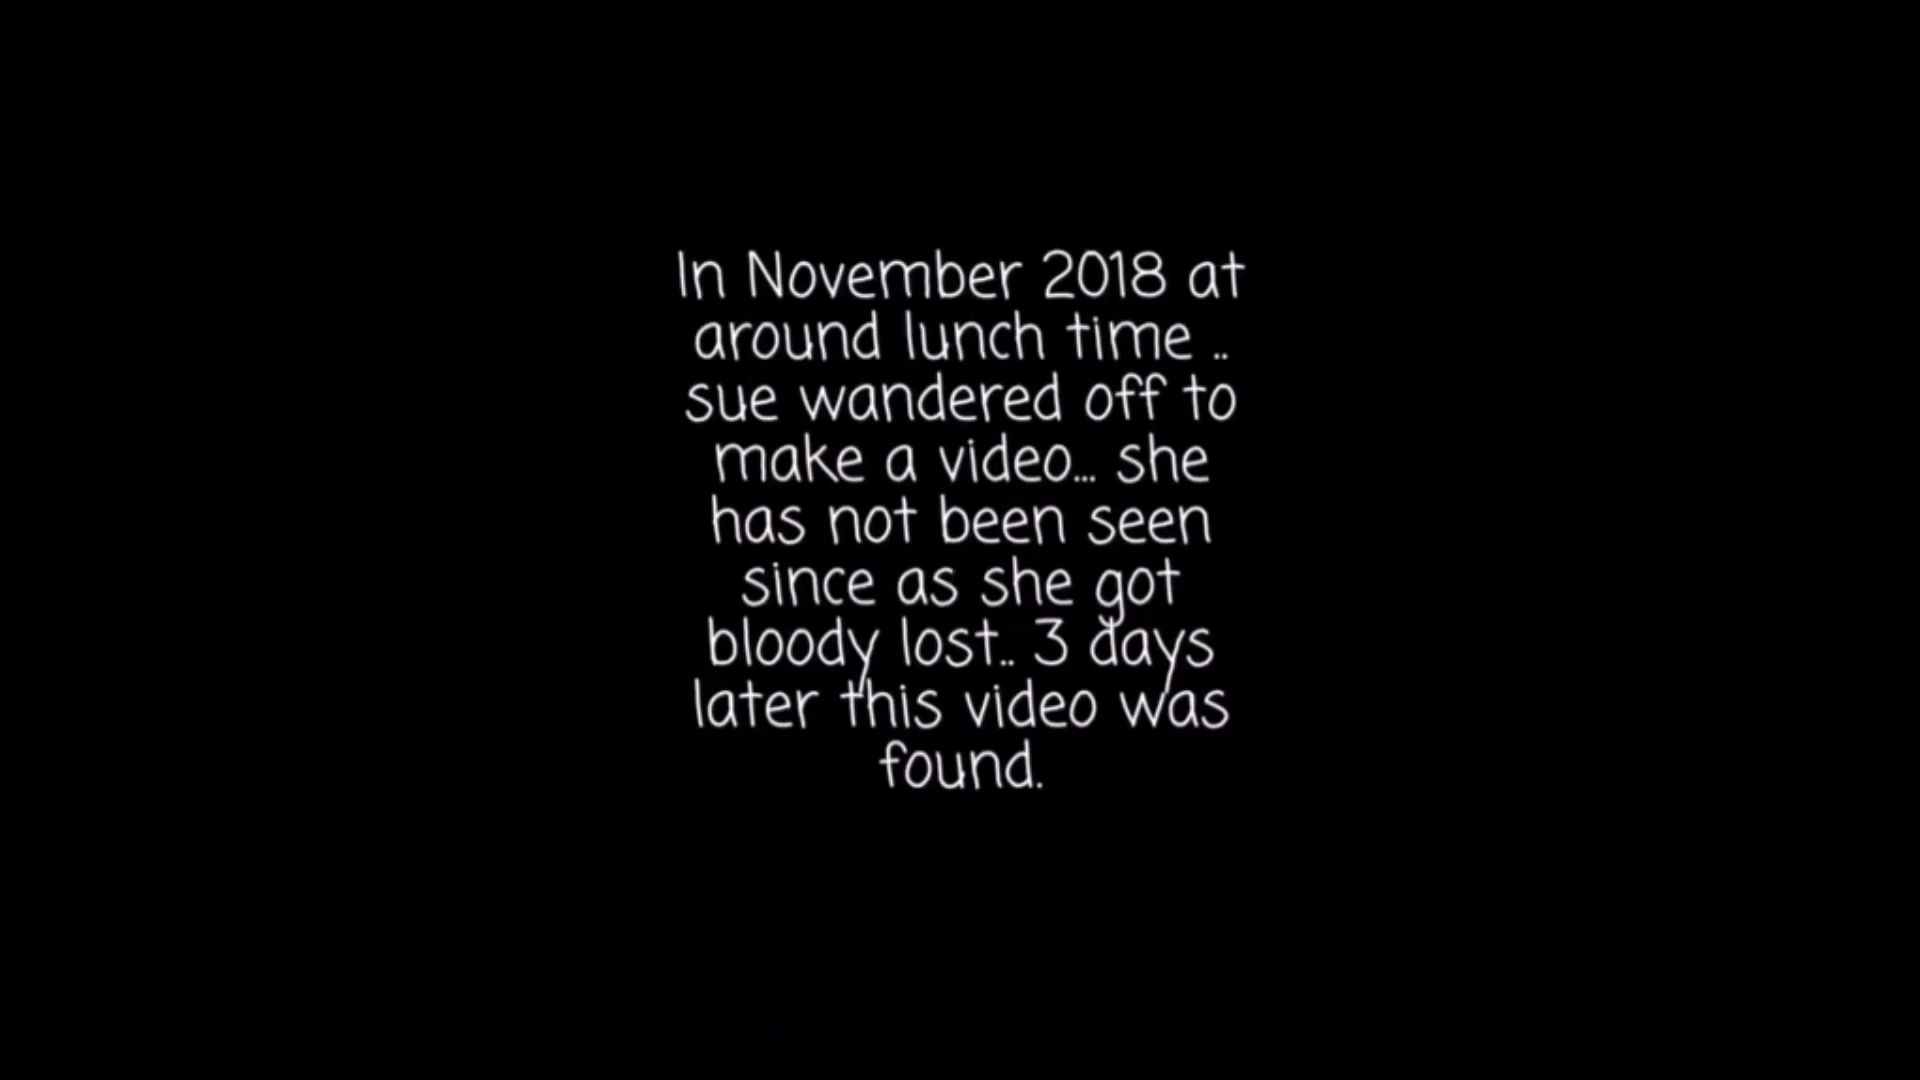 In November 2018 at
around lunch time ..
sue wandered off to
make a video... she
has not been seen
since as she got
bloody lost.. 3 days
later this video was
found.